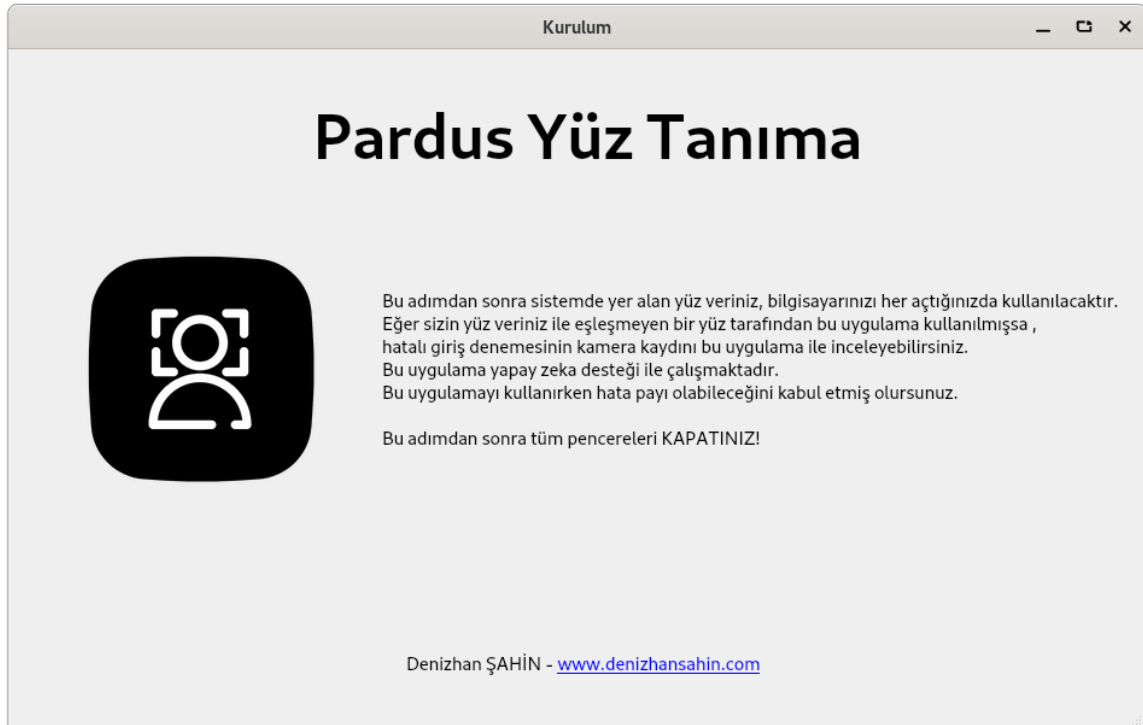 Kurulum
Pardus Yüz Tanıma
Bu adımdan sonra sistemde yer alan yüz veriniz, bilgisayarınızı her açtığınızda kullanılacaktır.
Eğer sizin yüz veriniz ile eşleşmeyen bir yüz tarafından bu uygulama kullanılmışsa ,
hatalı giriş denemesinin kamera kaydını bu uygulama ile inceleyebilirsiniz.
Bu uygulama yapay zeka desteği ile çalışmaktadır.
Bu uygulamayı kullanırken hata payı olabileceğini kabul etmiş olursunuz.
Bu adımdan sonra tüm pencereleri KAPATINIZ!
Denizhan ŞAHİN - www.denizhansahin.com